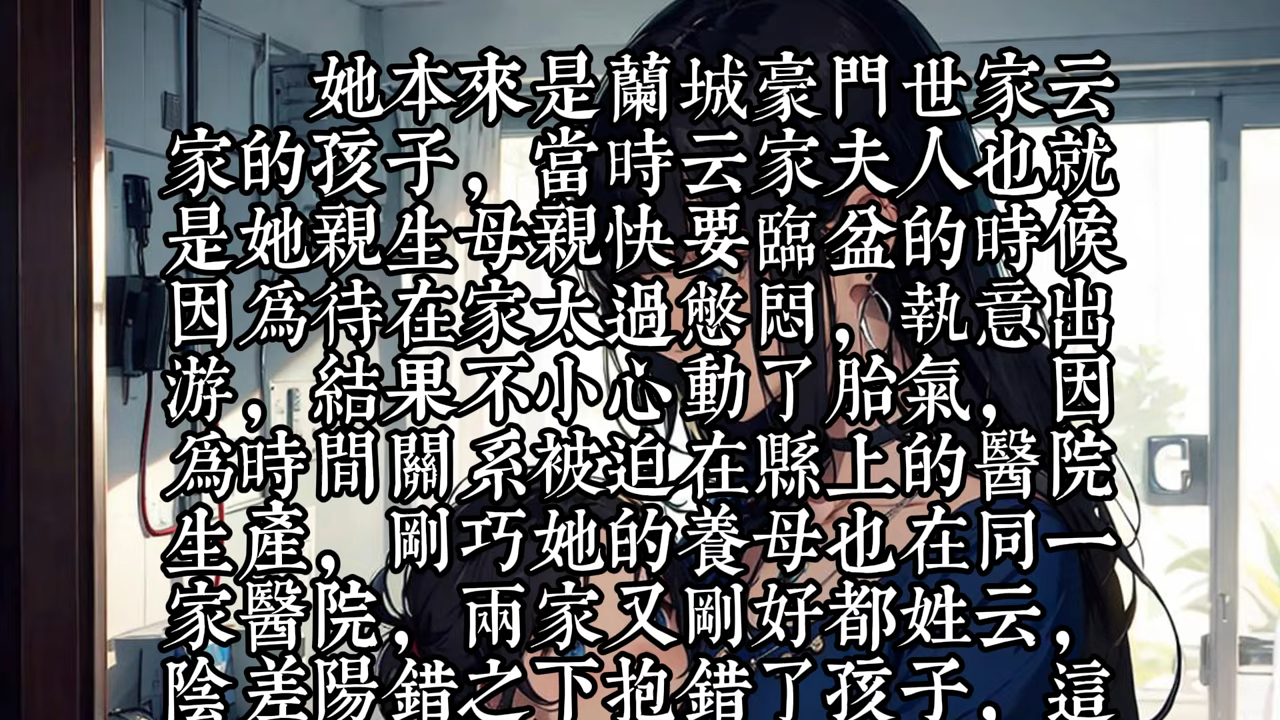 她本來是蘭城豪門世家云
家的孩子，當時云家夫人也就
是她親生母親快要臨盆的時候
因爲待在家太過憋悶，執意出
游，結果不小心動了胎氣，因
爲時間關系被迫在縣上的醫院
生產，剛巧她的養母也在同一
家醫院，兩家又剛好都姓云，
陰差陽錯之下抱錯了孩子，這